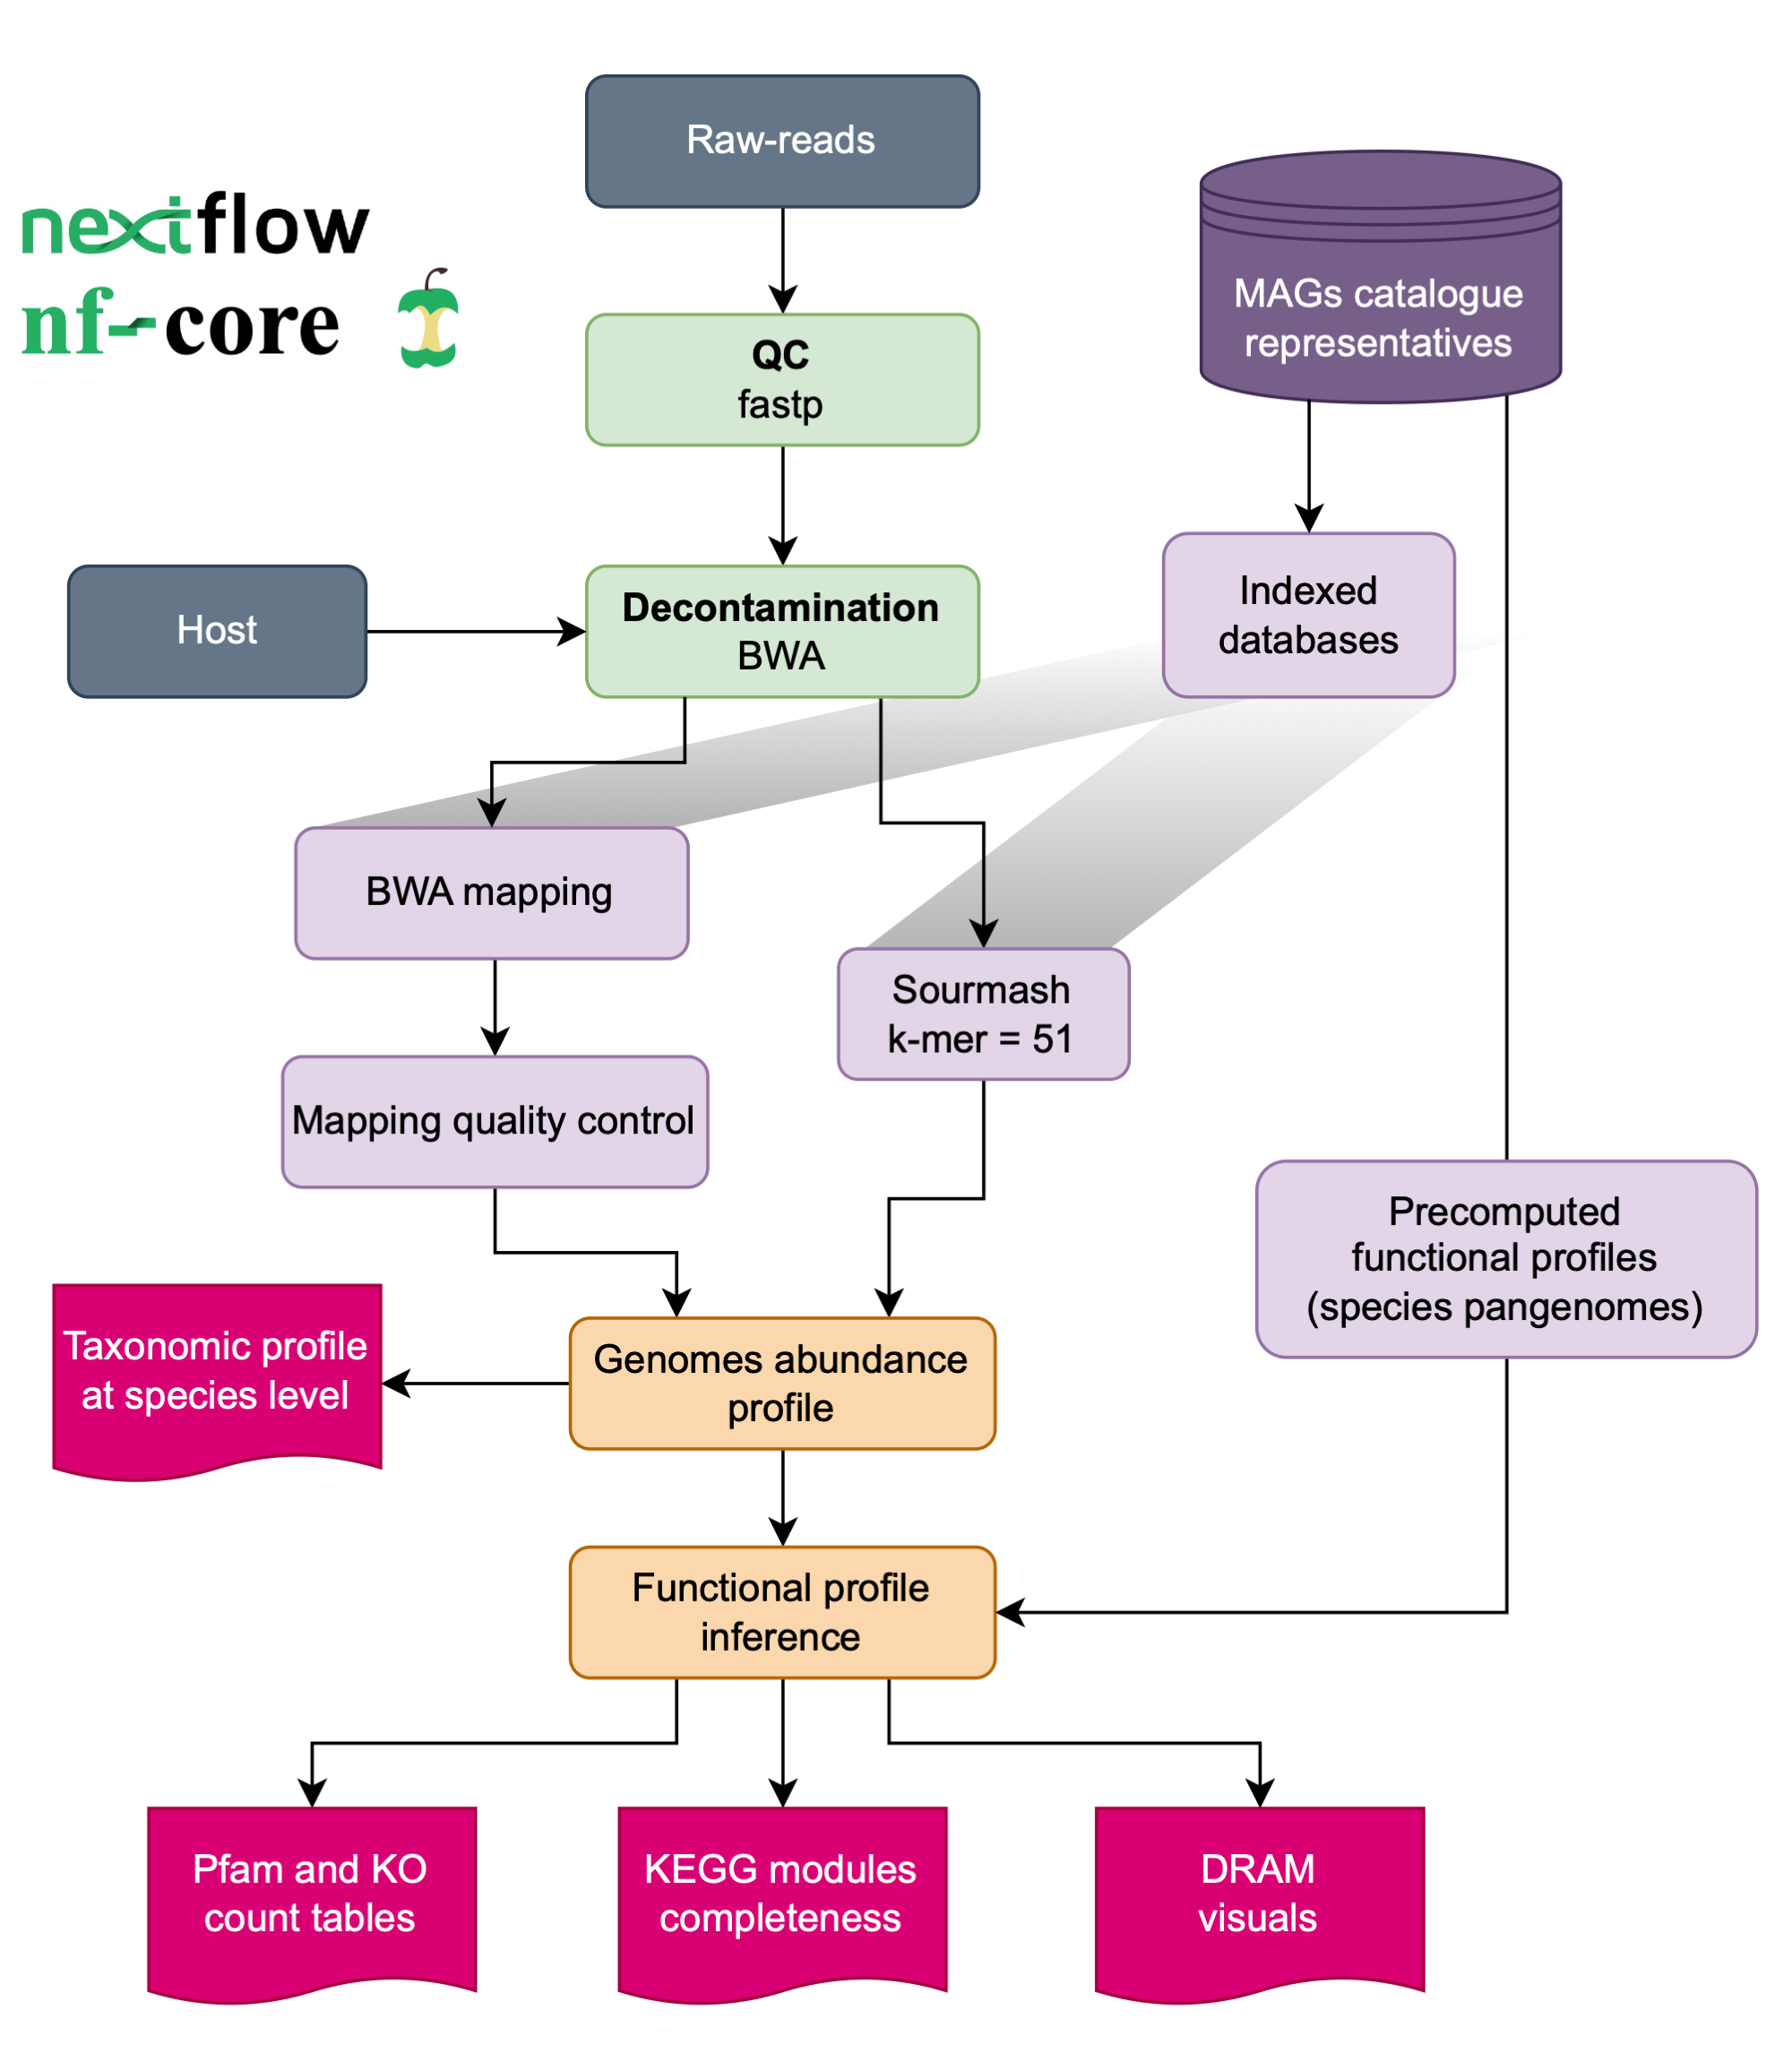 Raw-reads
nextflow
nf-core
MAGs catalogue
representatives
QC
fastp
Host
Decontamination
BWA
Indexed
databases
BWA mapping
Sourmash
k-mer = 51
Mapping quality control
Precomputed
functional profiles
(species pangenomes)
Taxonomic profile
at species level
Genomes abundance
profile
Functional profile
inference
Pfam and KO
count tables
KEGG modules
completeness
DRAM
visuals